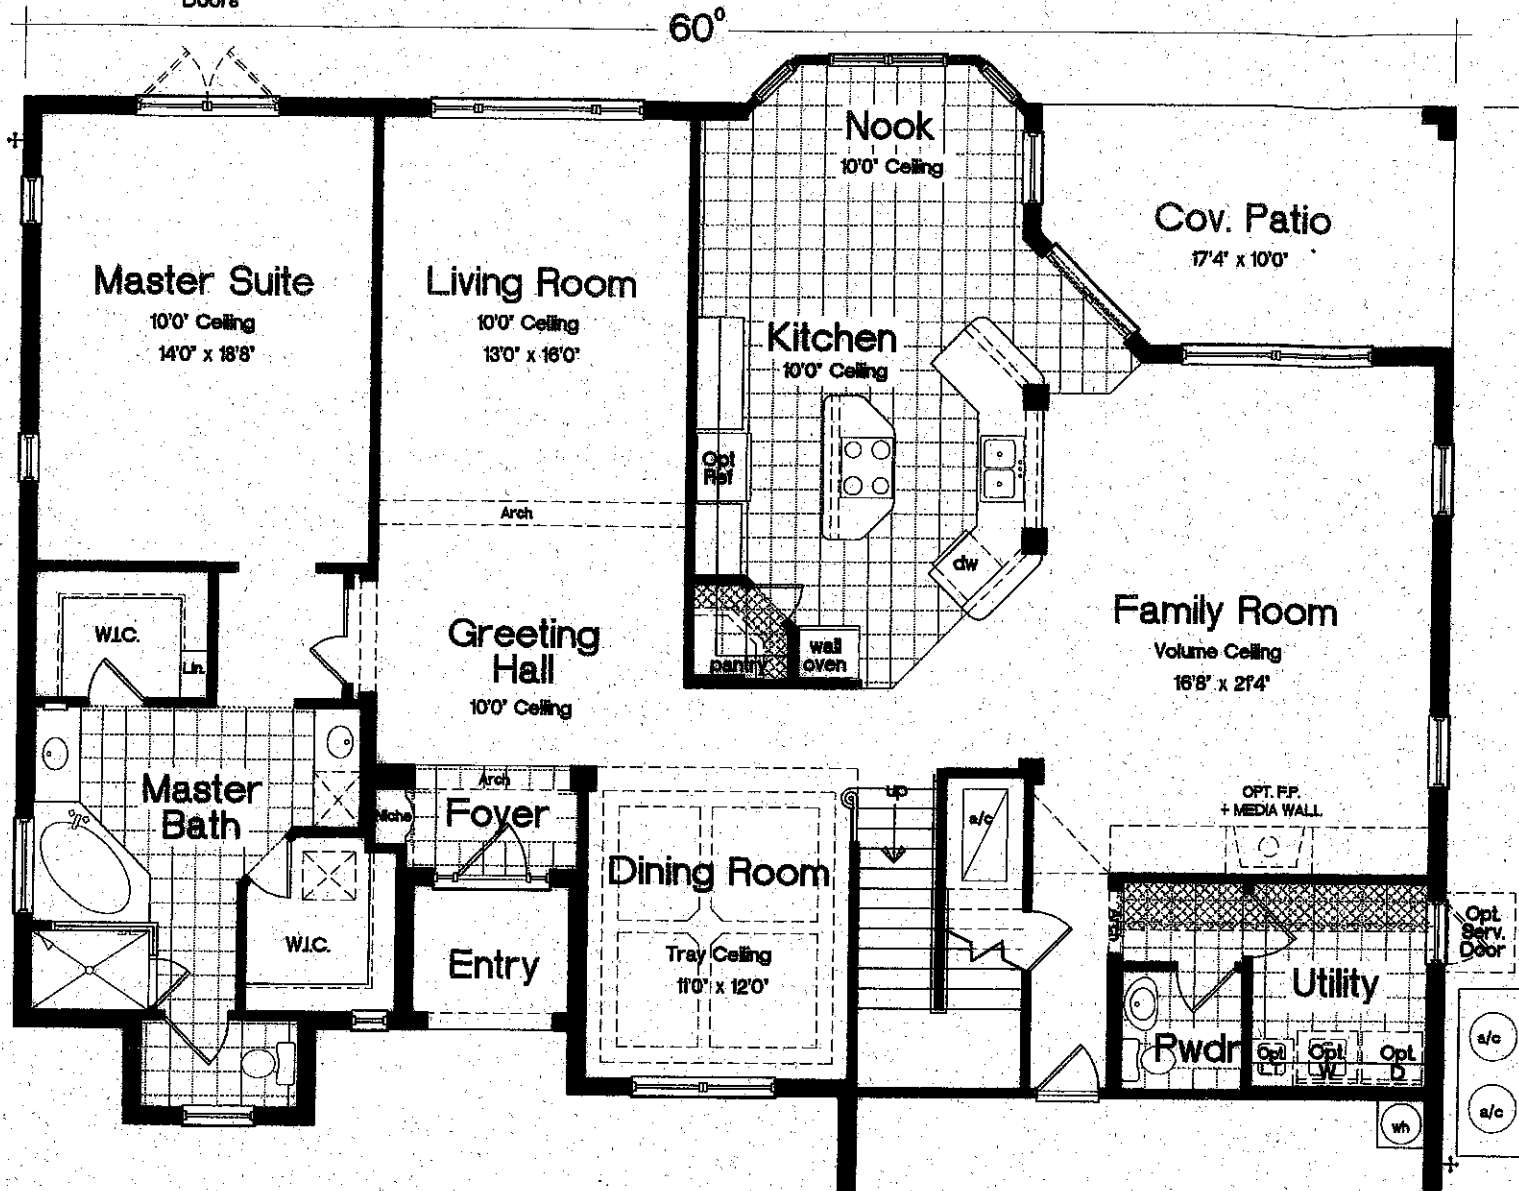 Doors
60⁰
Nook
10'0" Ceiling
Cov. Patio
17'4" x 10'0"
Master Suite
10'0" Ceiling
14'0" x 18'8"
Living Room
10'0" Ceiling
13'0" x 16'0"
Kitchen
10'0" Ceiling
Opt
Ref
Arch
dw
Family Room
Volume Ceiling
16'8" x 21'4"
W.I.C.
Lin.
Greeting
Hall
10'0" Ceiling
pantry
wall
oven
Master
Bath
Arch
Niche
Foyer
up
a/c
OPT. F.P.
+ MEDIA WALL
Dining Room
Tray Ceiling
11'0" x 12'0"
W.I.C.
Entry
Arch
Opt.
Serv.
Door
Utility
Pwdr
Opt
LT
Opt
W
Opt
D
a/c
a/c
wh